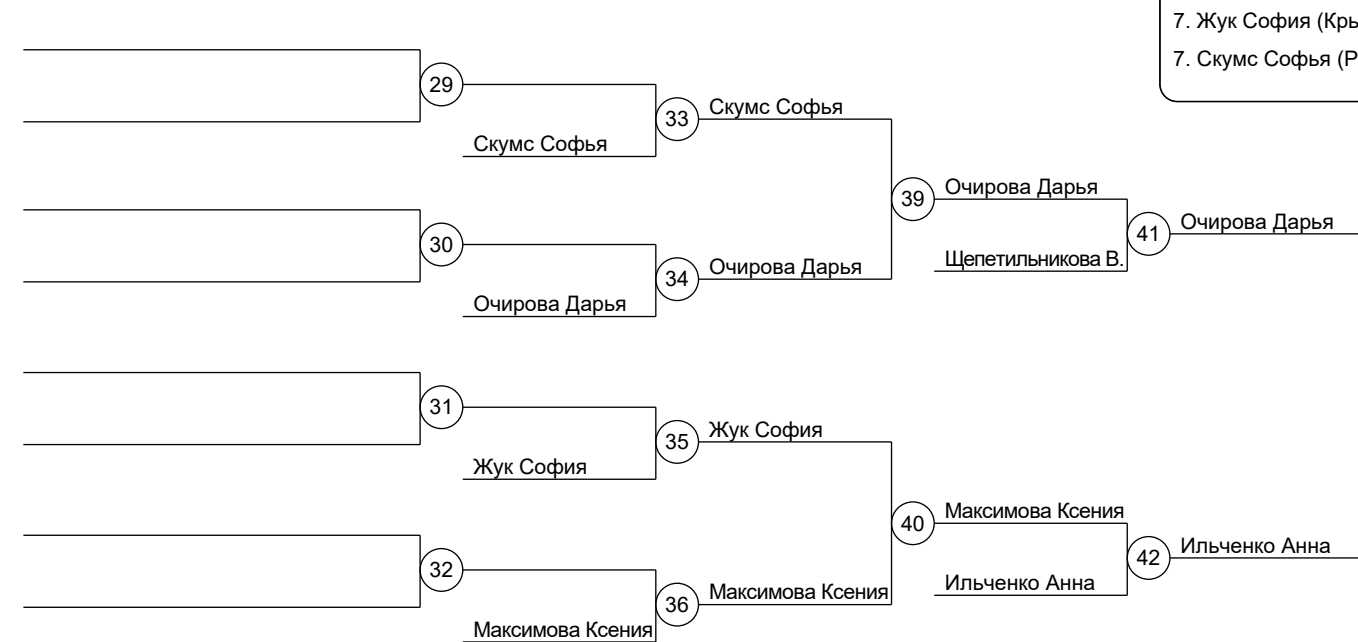 7. Жук София (Кры
7. Скумс Софья (Р
29
33
Скумс Софья
Скумс Софья
39
Очирова Дарья
30
41
Очирова Дарья
Щепетильникова В.
34
Очирова Дарья
Очирова Дарья
31
35
Жук София
Жук София
40
Максимова Ксения
32
42
Ильченко Анна
Ильченко Анна
36
Максимова Ксения
Максимова Ксения